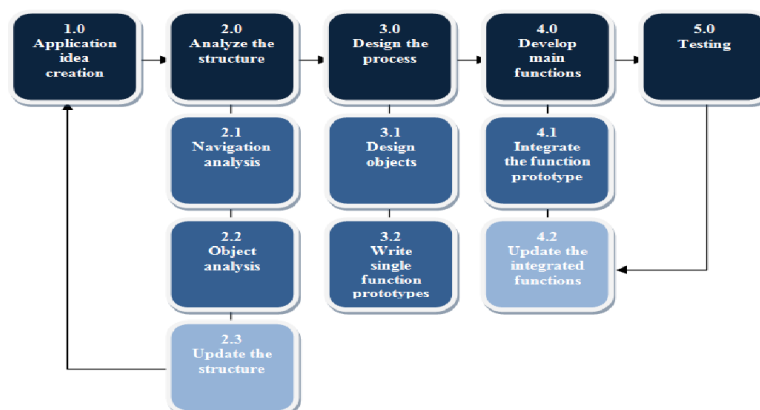 1.0
Application
idea
creation
2.0
Analyze the
structure
3.0
Design the
process
4.0
Develop
main
functions
5.0
Testing
2.1
Navigation
analysis
3.1
Design
objects
4.1
Integrate
the function
prototype
2.2
Object
analysis
3.2
Write
single
function
prototypes
4.2
Update the
integrated
functions
2.3
Update the
structure